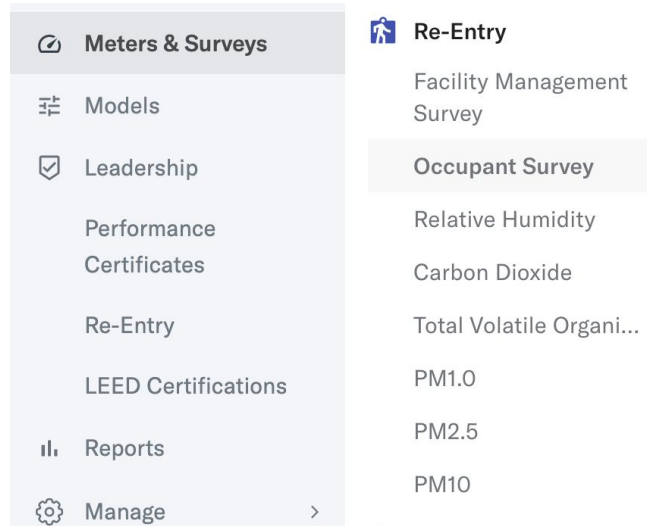 Meters & Surveys
Models
Leadership
Performance
Certificates
Re-Entry
LEED Certifications
Reports
Manage
Re-Entry
Facility Management
Survey
Occupant Survey
Relative Humidity
Carbon Dioxide
Total Volatile Organi...
PM1.0
PM2.5
PM10